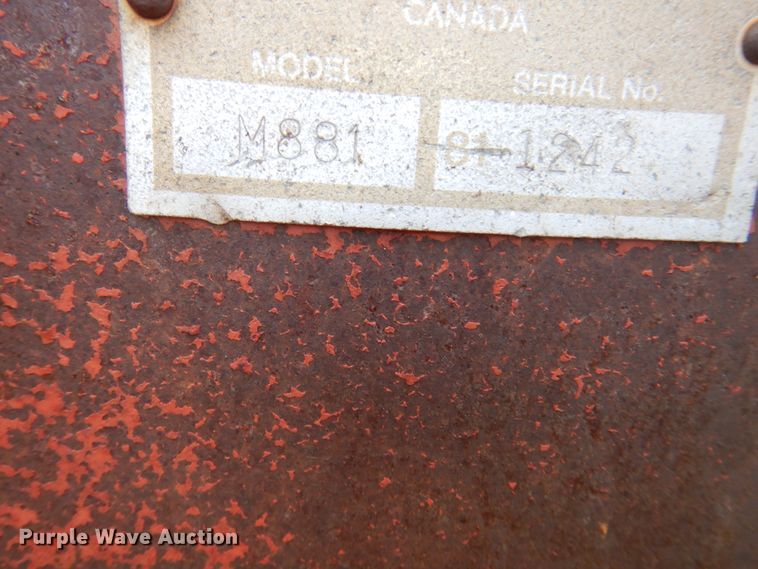 CANADA
MODEL SERIAL No.
M881 81-1242
Purple Wave Auction